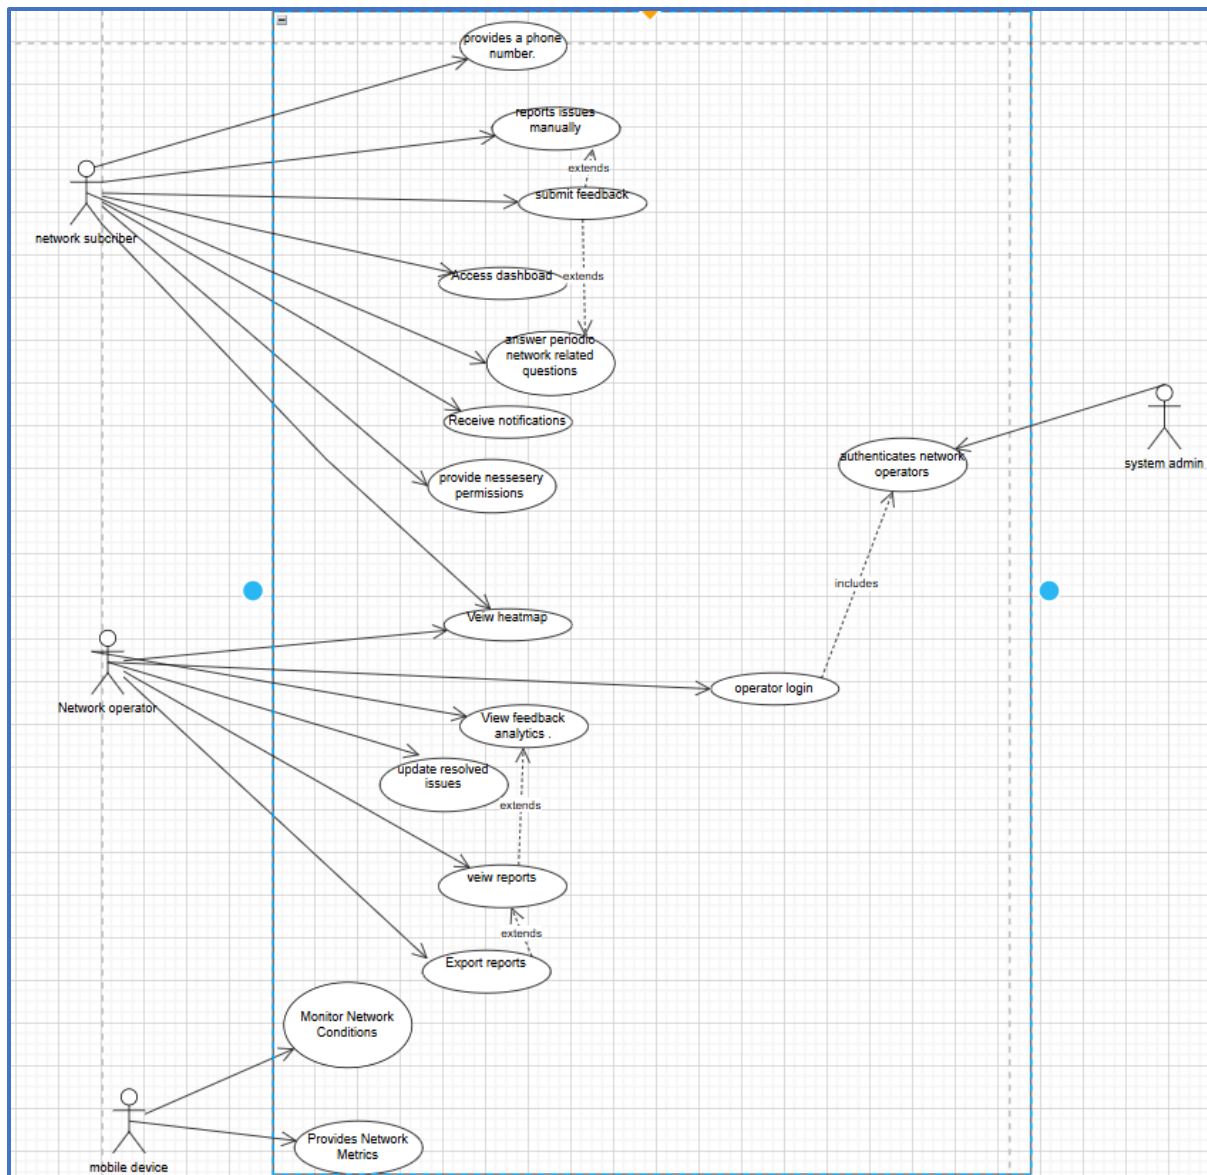 provides a phone
number.
reports issues
manually
extends
submit feedback
network subcriber
Access dashboad
extends
answer periodic
network related
questions
Receive notifications
provide nessesery
permissions
authenticates network
operators
system admin
includes
Veiw heatmap
operator login
Network operator
View feedback
analytics .
update resolved
issues
extends
veiw reports
extends
Export reports
Monitor Network
Conditions
Provides Network
Metrics
mobile device